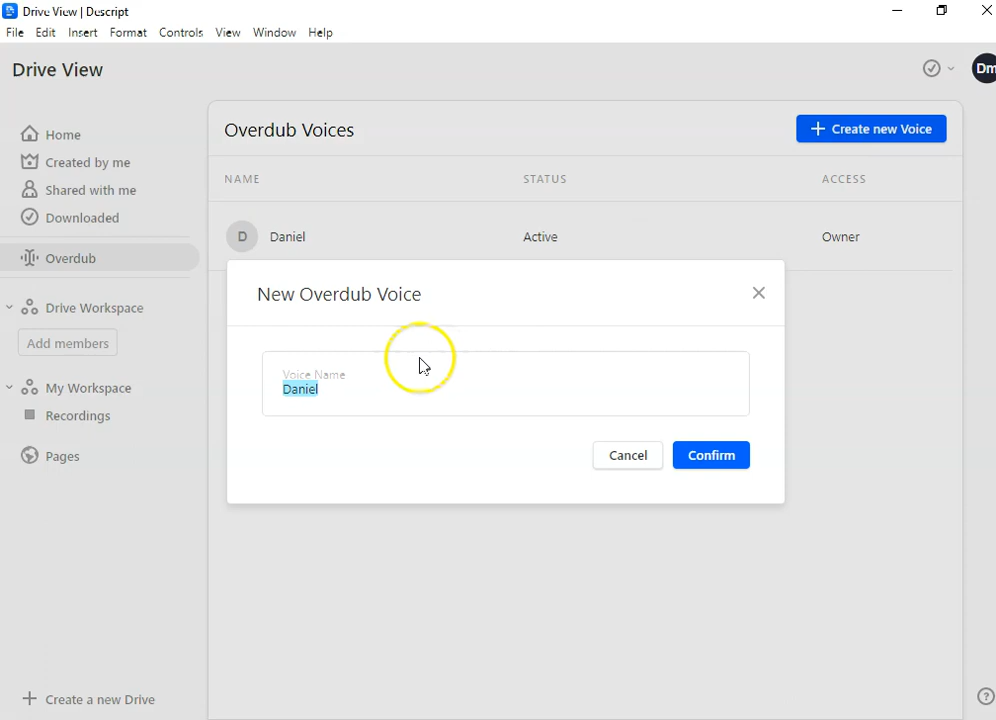 Drive View | Descript
File Edit Insert Format Controls View Window Help
Drive View
Dm
Home
Created by me
Shared with me
Downloaded
Overdub
Drive Workspace
Add members
My Workspace
Recordings
Pages
Create a new Drive
Overdub Voices
+ Create new Voice
NAME STATUS ACCESS
D Daniel Active Owner
New Overdub Voice
Voice Name
Daniel
Cancel Confirm
?